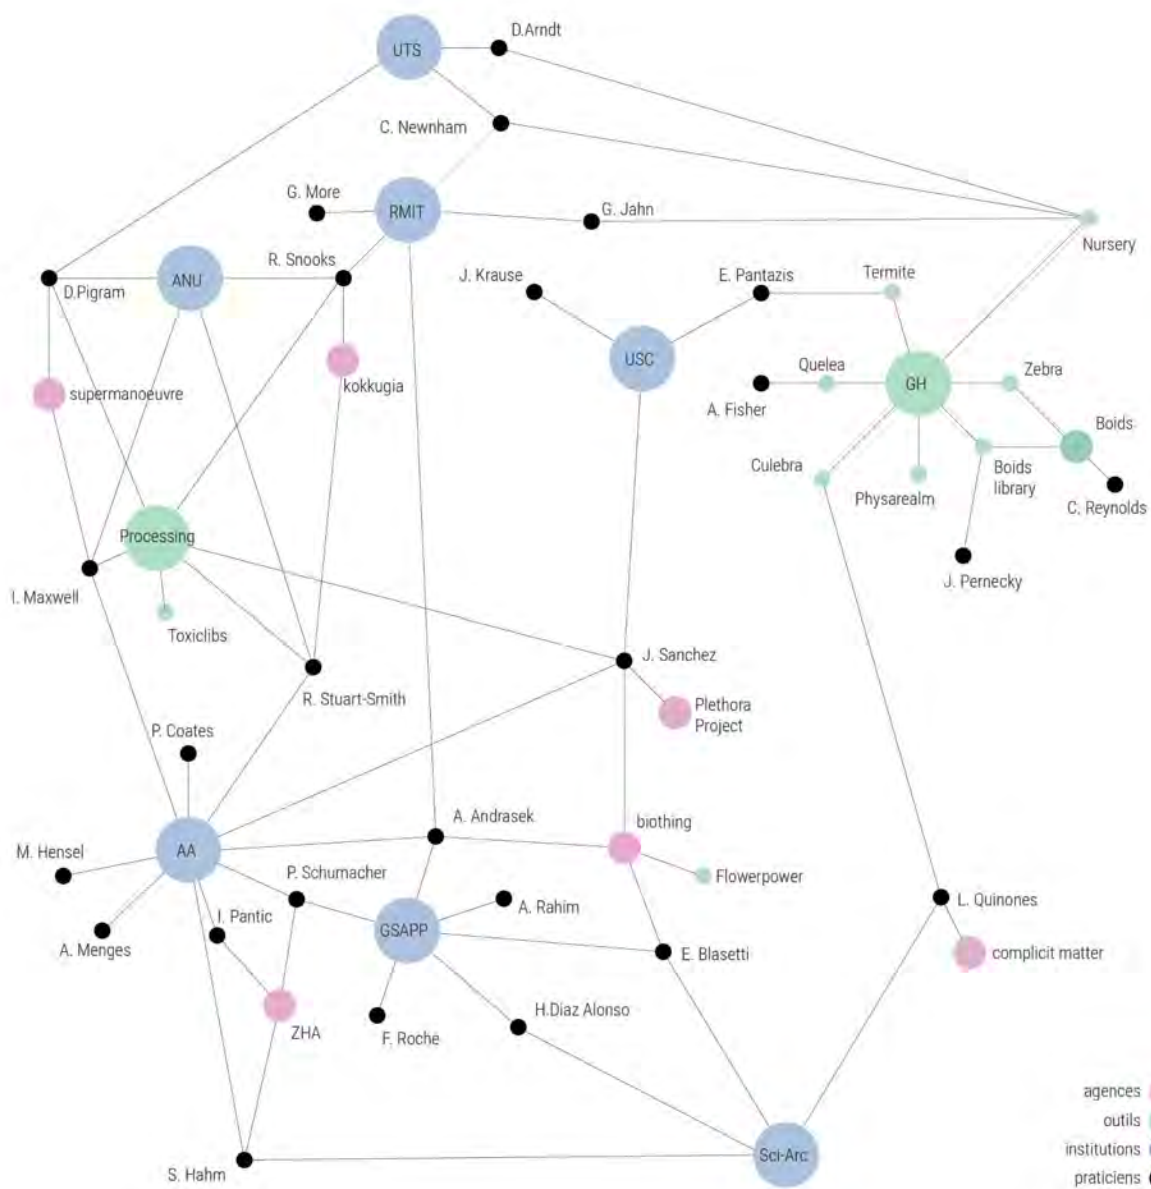 UTS
D.Arndt
C. Newnham
G. More
RMIT
G. Jahn
Nursery
R. Snooks
ANU
D.Pigram
J. Krause
E. Pantazis
Termite
USC
kokkugia
supermanoeuvre
Quelea
GH
Zebra
A. Fisher
Boids
Culebra
Physarealm
Boids
library
C. Reynolds
Processing
J. Pernecky
I. Maxwell
Toxiclibs
J. Sanchez
R. Stuart-Smith
Plethora
Project
P. Coates
A. Andrasek
biothing
AA
M. Hensel
P. Schumacher
Flowerpower
A. Rahim
L. Quinones
I. Pantic
GSAPP
A. Menges
E. Blasetti
complicit matter
H.Diaz Alonso
ZHA
F. Roche
agences
outils
institutions
praticiens
Sci-Arc
S. Hahm